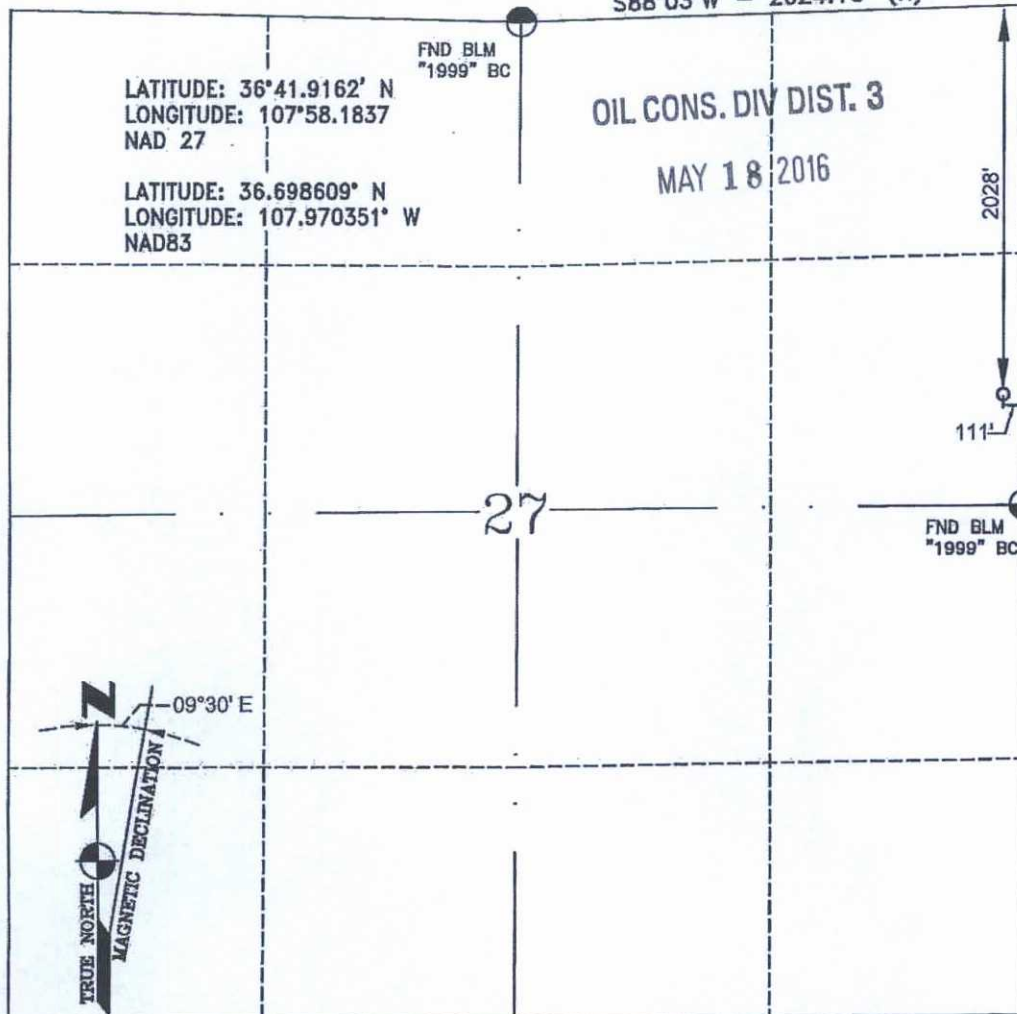 FND BLM
"1999" BC
LATITUDE: 36°41.9162' N
LONGITUDE: 107°58.1837
NAD 27
OIL CONS. DIV DIST. 3
MAY 18 2016
LATITUDE: 36.698609° N
LONGITUDE: 107.970351° W
NAD83
2028'
111'
27
FND BLM
"1999" BC
N
09°30' E
MAGNETIC DECLINATION
TRUE NORTH